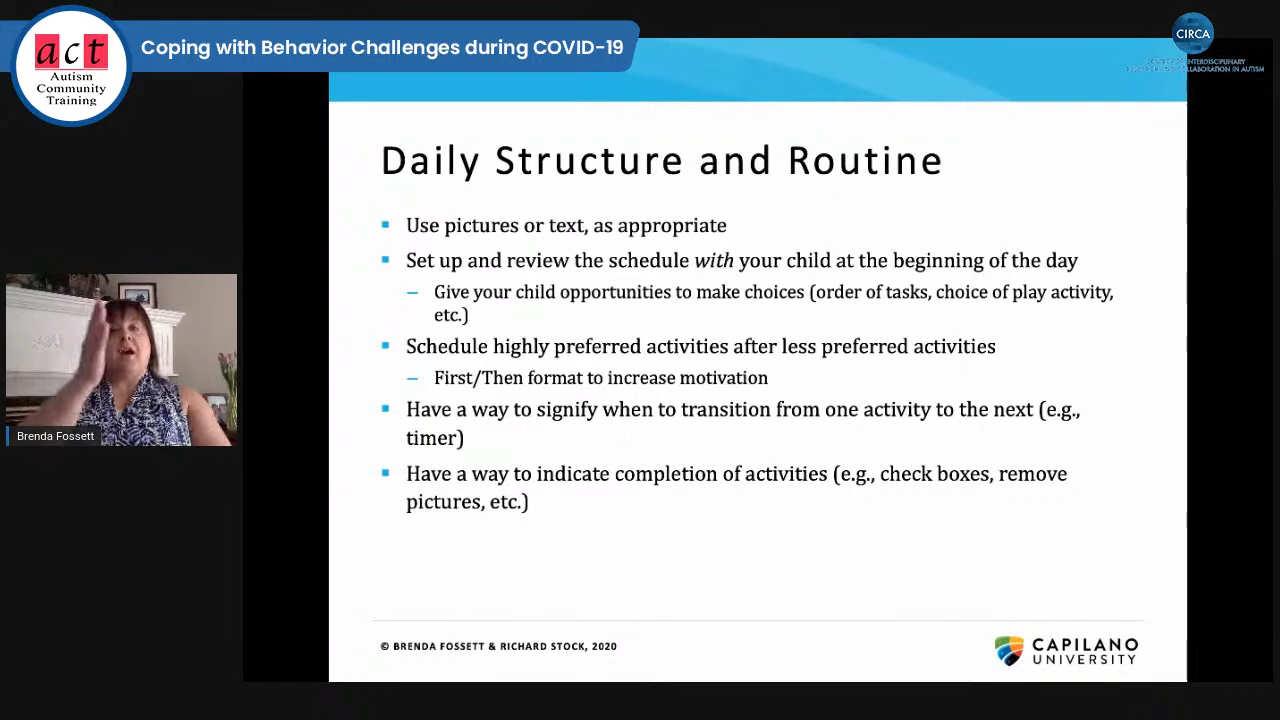 act
Autism
Community
Training
Coping with Behavior Challenges during COVID-19
CIRCA
INTERDISCIPLINARY
COLLABORATION IN AUTISM
Daily Structure and Routine
Use pictures or text, as appropriate
Set up and review the schedule with your child at the beginning of the day
– Give your child opportunities to make choices (order of tasks, choice of play activity,
etc.)
Schedule highly preferred activities after less preferred activities
– First/Then format to increase motivation
Have a way to signify when to transition from one activity to the next (e.g.,
timer)
Have a way to indicate completion of activities (e.g., check boxes, remove
pictures, etc.)
Brenda Fossett
© BRENDA FOSSETT & RICHARD STOCK, 2020
CAPILANO
UNIVERSITY